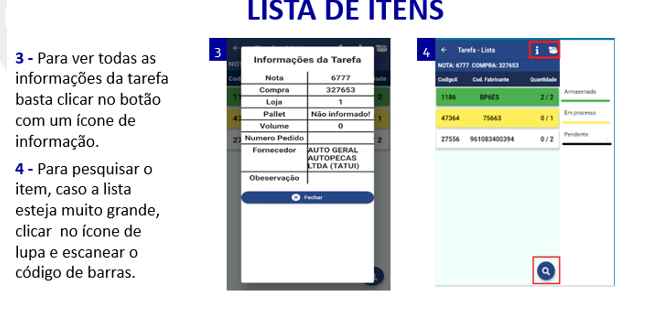 LISTA DE ITENS
3 - Para ver todas as
informações da tarefa
basta clicar no botão
com um ícone de
informação.
4 - Para pesquisar o
item, caso a lista
esteja muito grande,
clicar no ícone de
lupa e escanear o
código de barras.
3
Informações da Tarefa
Nota 6777
Compra 327653
Loja 1
Pallet Não informado!
Volume 0
Numero Pedido
Fornecedor AUTO GERAL
AUTOPECAS
LTDA (TATUI)
Obeservação
Fechar
4
Tarefa - Lista
NOTA: 6777 COMPRA: 327653
CodigoX Cod. Fabricante Quantidade
1186 BP6ES 2 / 2
47364 75663 0 / 1
27556 961083400394 0 / 2
Armazenado
Em processo
Pendente